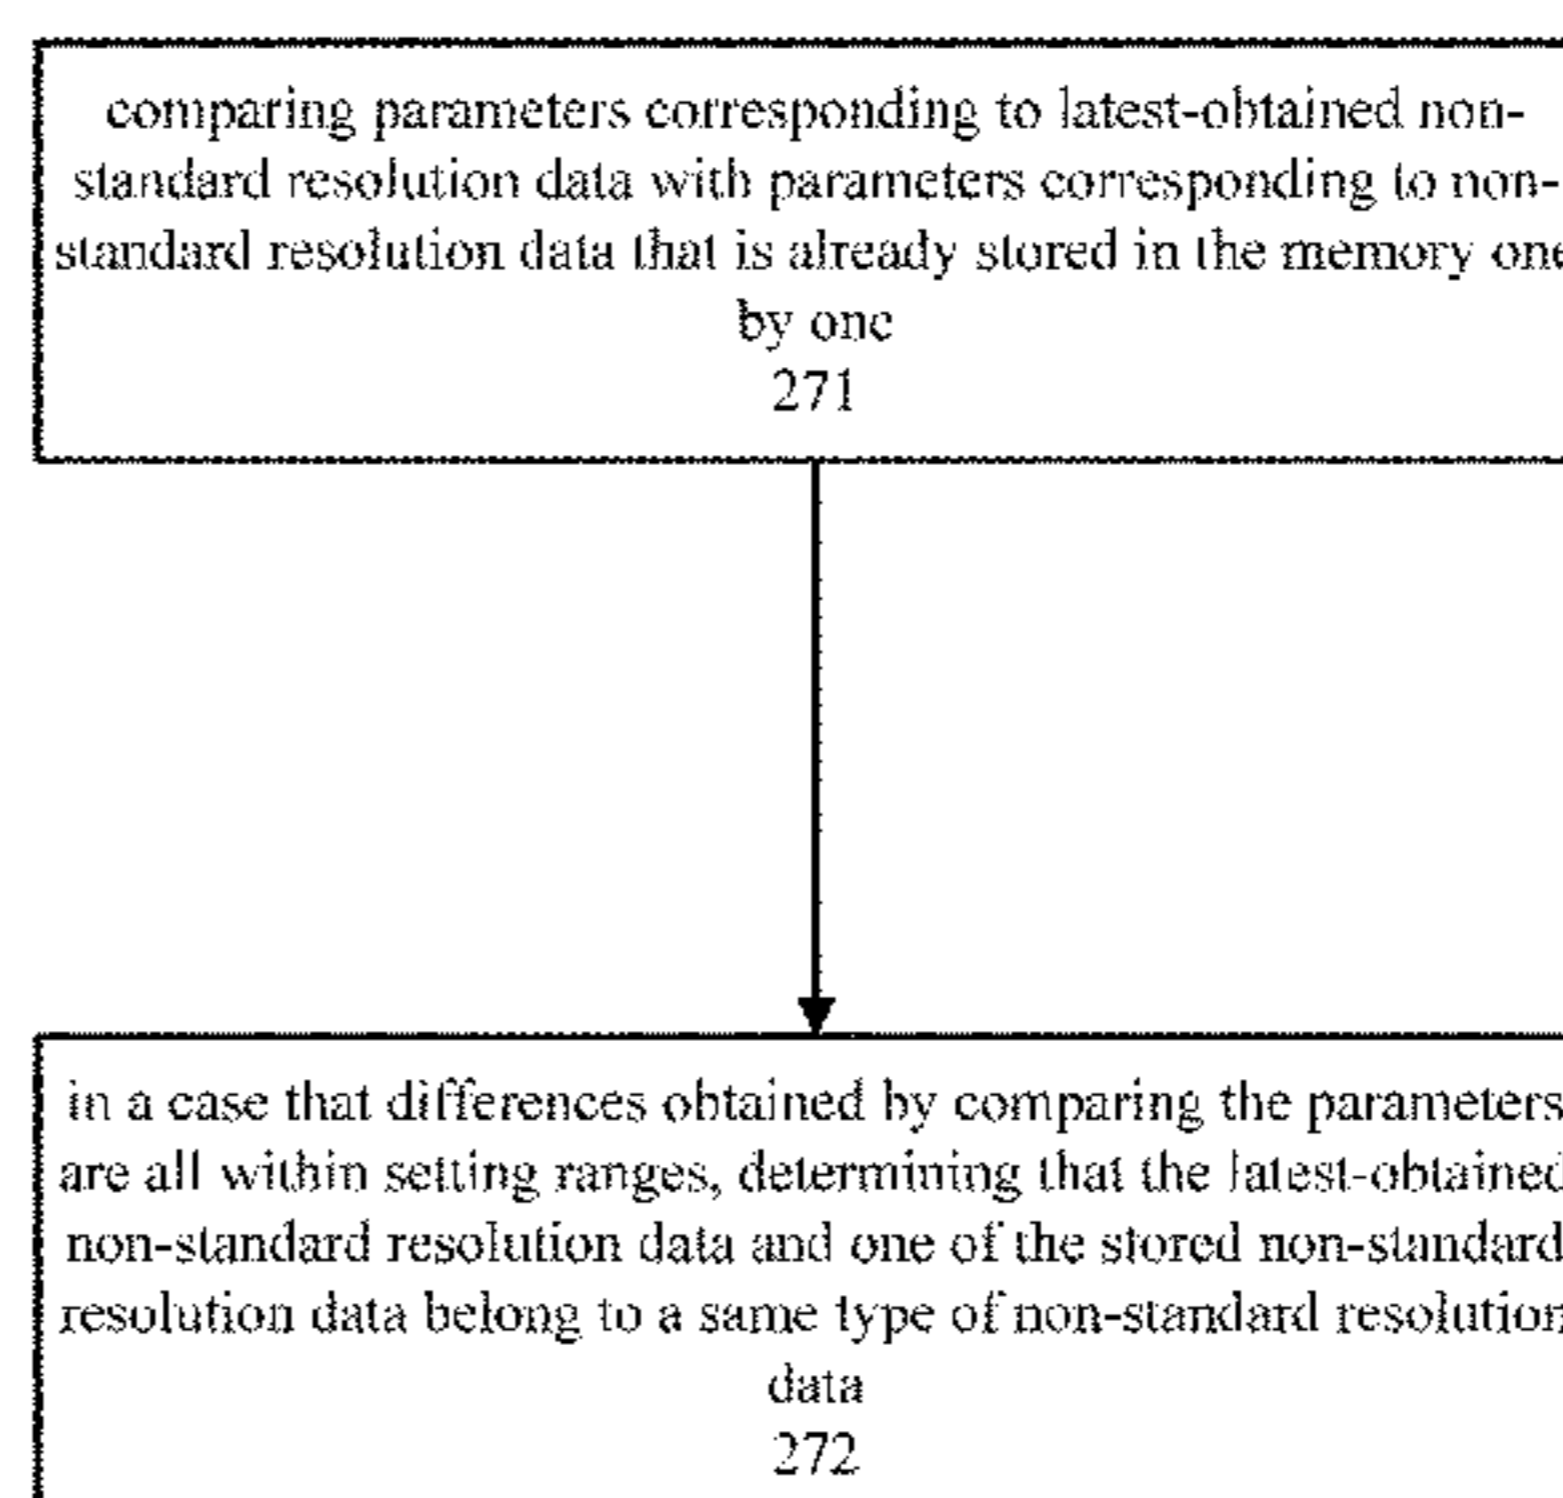 comparing parameters corresponding to latest-obtained non-
standard resolution data with parameters corresponding to non-
standard resolution data that is already stored in the memory one
by one
271
in a case that differences obtained by comparing the parameters
are all within setting ranges, determining that the latest-obtained
non-standard resolution data and one of the stored non-standard
resolution data belong to a same type of non-standard resolution
data
272